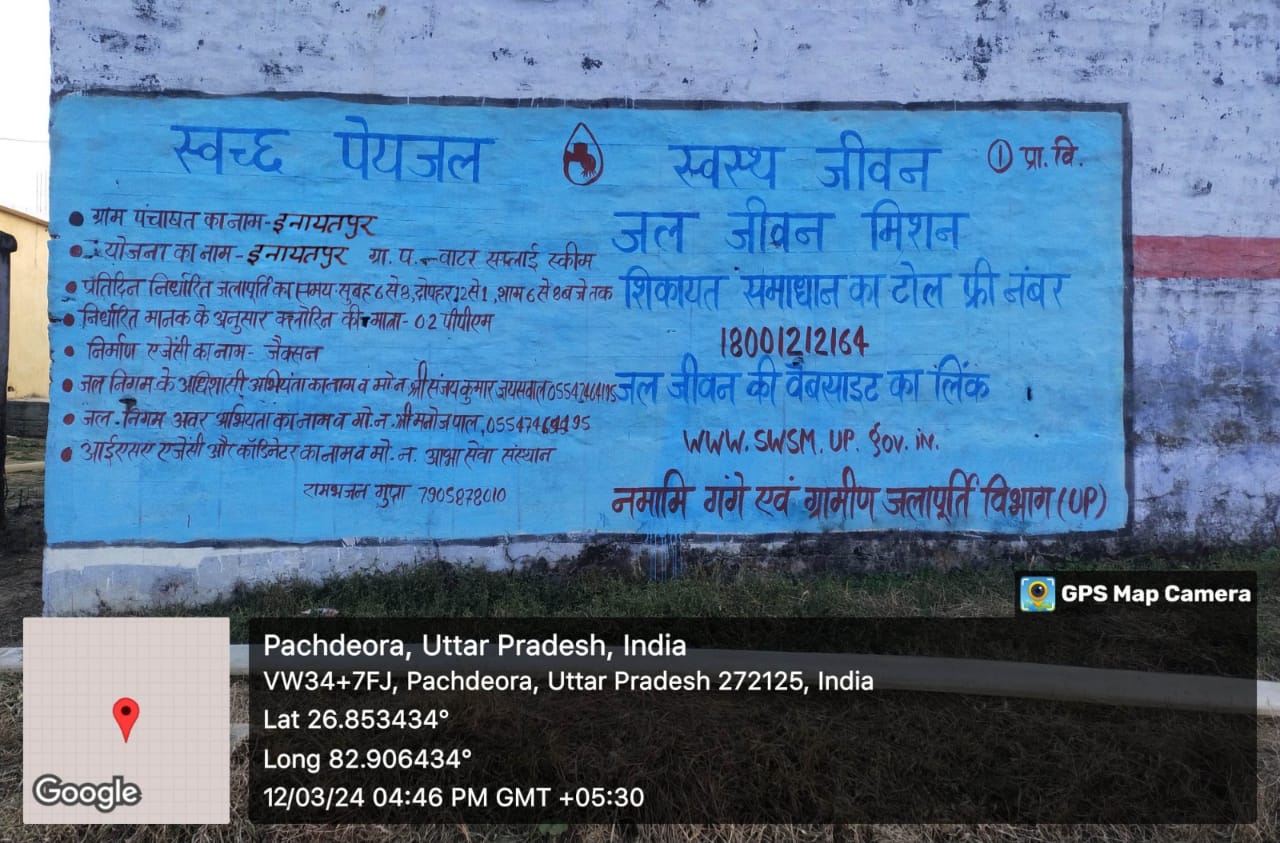 स्वच्छ पेयजल
स्वस्थ जीवन
① प्रा. वि.
• ग्राम पंचाषत का नाम - इनायतपुर
• योजना का नाम - इनायतपुर ग्रा. प. - वाटर सप्लाई स्कीम
• प्रतिदिन निर्धारित जलापूर्ति का समय-सुबह 6 से 8, दोपहर 12 से 1, शाम 6 से 8 बजे तक
• निर्धारित मानक के अनुसार क्लोरिन की मात्रा - 02 पीपीएम
• निर्माण एजेंसी का नाम - जैक्सन
• जल निगम के अधिशासी अभियंता का नाम व मो.न. श्री संजय कुमार जयसवाल
• जल-निगम अवर अभियंता का नाम व मो.न. श्री मनोज पाल,
• आईएसए एजेंसी और कॉर्डिनेटर का नाम व मो. न. आभा सेवा संस्थान
रामभजन गुप्ता 7905878010
जल जीवन मिशन
शिकायत समाधान का टोल फ्री नंबर
18001212164
जल जीवन की वेबसाइट का लिंक
WWW.SWSM.UP.gov.in.
नमामि गंगे एवं ग्रामीण जलापूर्ति विभाग (UP)
GPS Map Camera
Google
Pachdeora, Uttar Pradesh, India
VW34+7FJ, Pachdeora, Uttar Pradesh 272125, India
Lat 26.853434°
Long 82.906434°
12/03/24 04:46 PM GMT +05:30